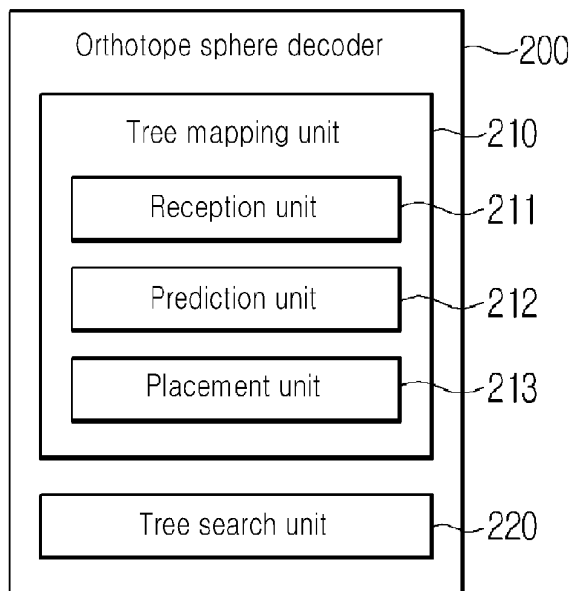 Orthotope sphere decoder 200
Tree mapping unit 210
Reception unit 211
Prediction unit 212
Placement unit 213
Tree search unit 220